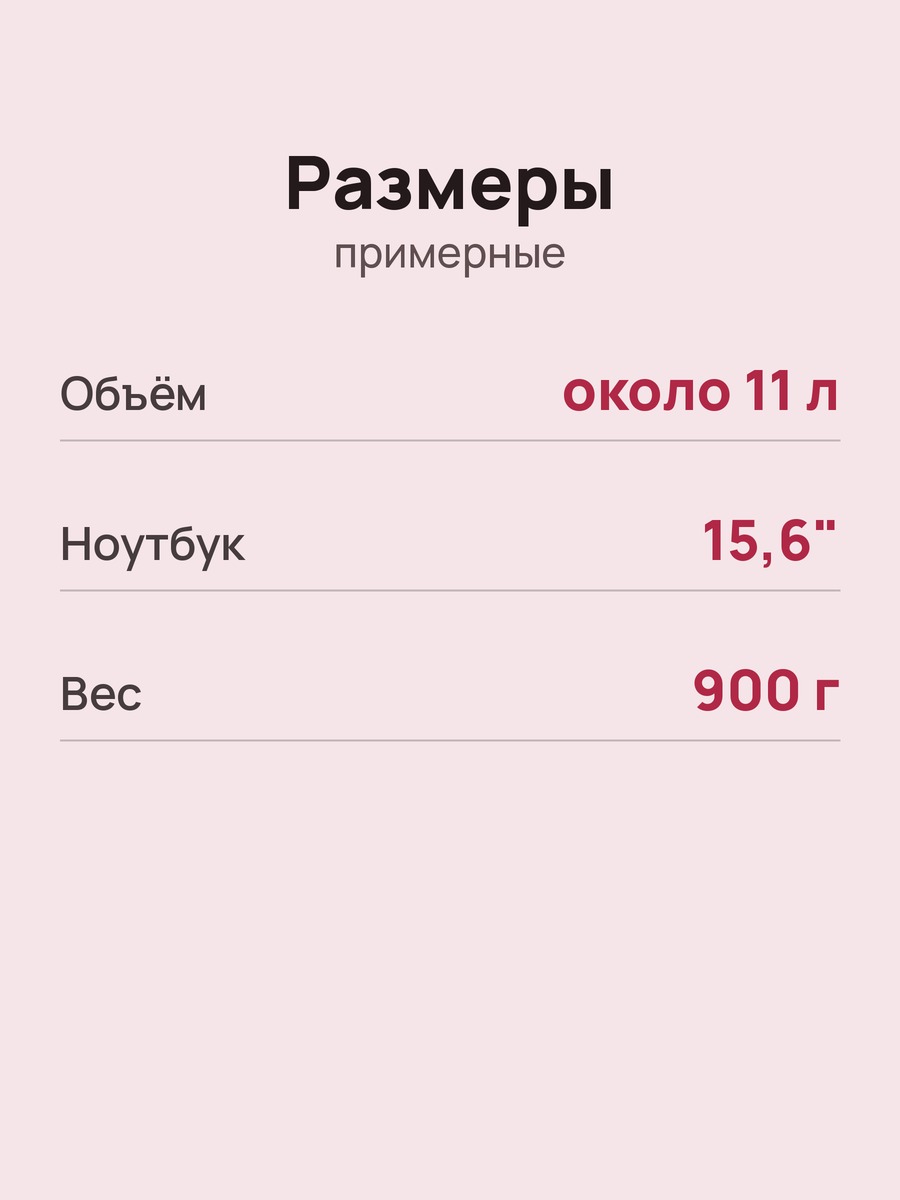 Размеры
примерные
Объём около 11 л
Ноутбук 15,6"
Вес 900 г